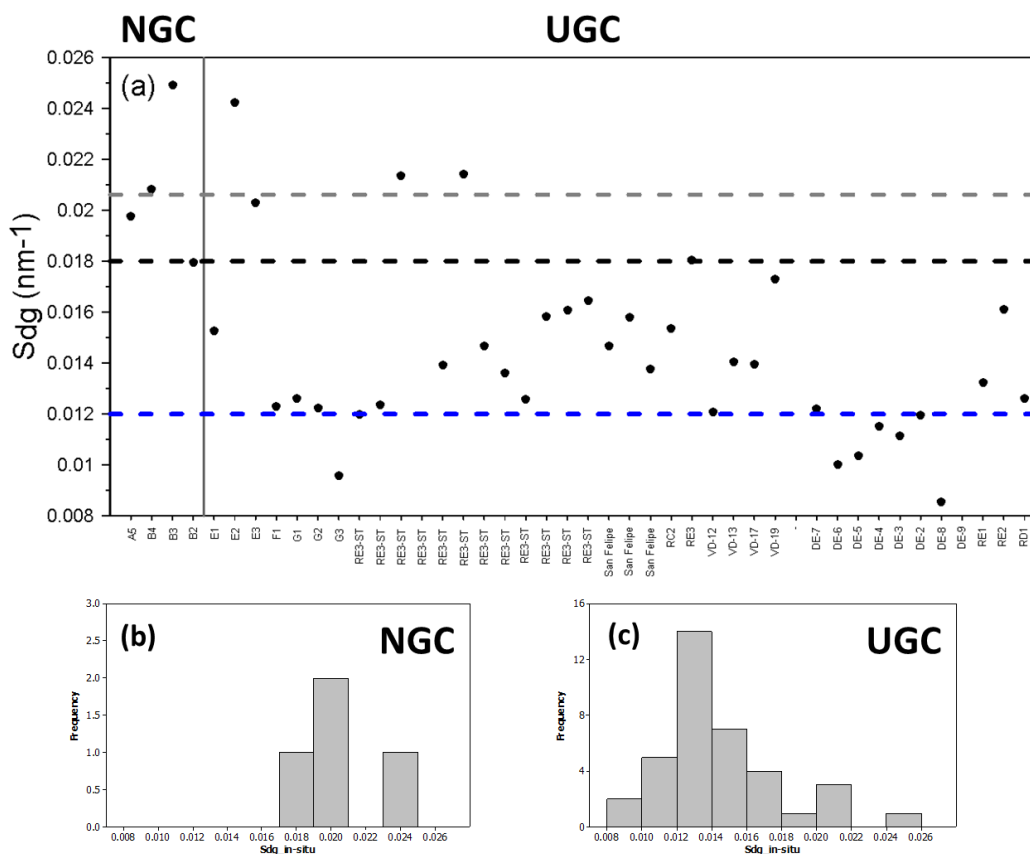 NGC UGC
(a)
0.026
0.024
0.022
0.02
0.018
0.016
0.014
0.012
0.01
0.008
Sdg (nm-1)
A5 B4 B3 B2 E1 E2 E3 F1 G1 G2 G3 RE3-ST RE3-ST RE3-ST RE3-ST RE3-ST RE3-ST RE3-ST RE3-ST RE3-ST RE3-ST RE3-ST RE3-ST San Felipe San Felipe San Felipe RC2 RE3 VD-12 VD-13 VD-17 VD-19 - DE-7 DE-6 DE-5 DE-4 DE-3 DE-2 DE-8 DE-9 RE1 RE2 RD1
(b) NGC
3.0
2.5
2.0
1.5
1.0
0.5
0.0
Frequency
0.008 0.010 0.012 0.014 0.016 0.018 0.020 0.022 0.024 0.026
Sdg in-situ
(c) UGC
16
12
8
4
0
Frequency
0.008 0.010 0.012 0.014 0.016 0.018 0.020 0.022 0.024 0.026
Sdg in-situ